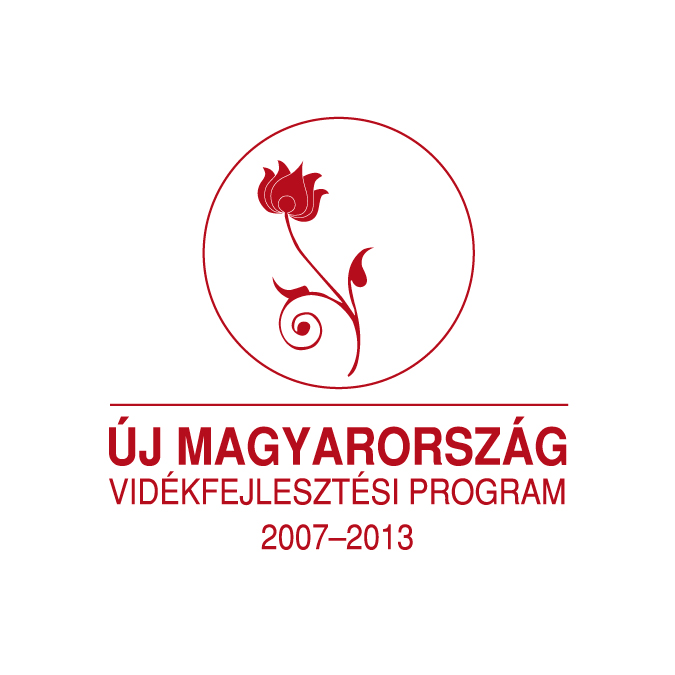 ÚJ MAGYARORSZÁG
VIDÉKFEJLESZTÉSI PROGRAM
2007–2013